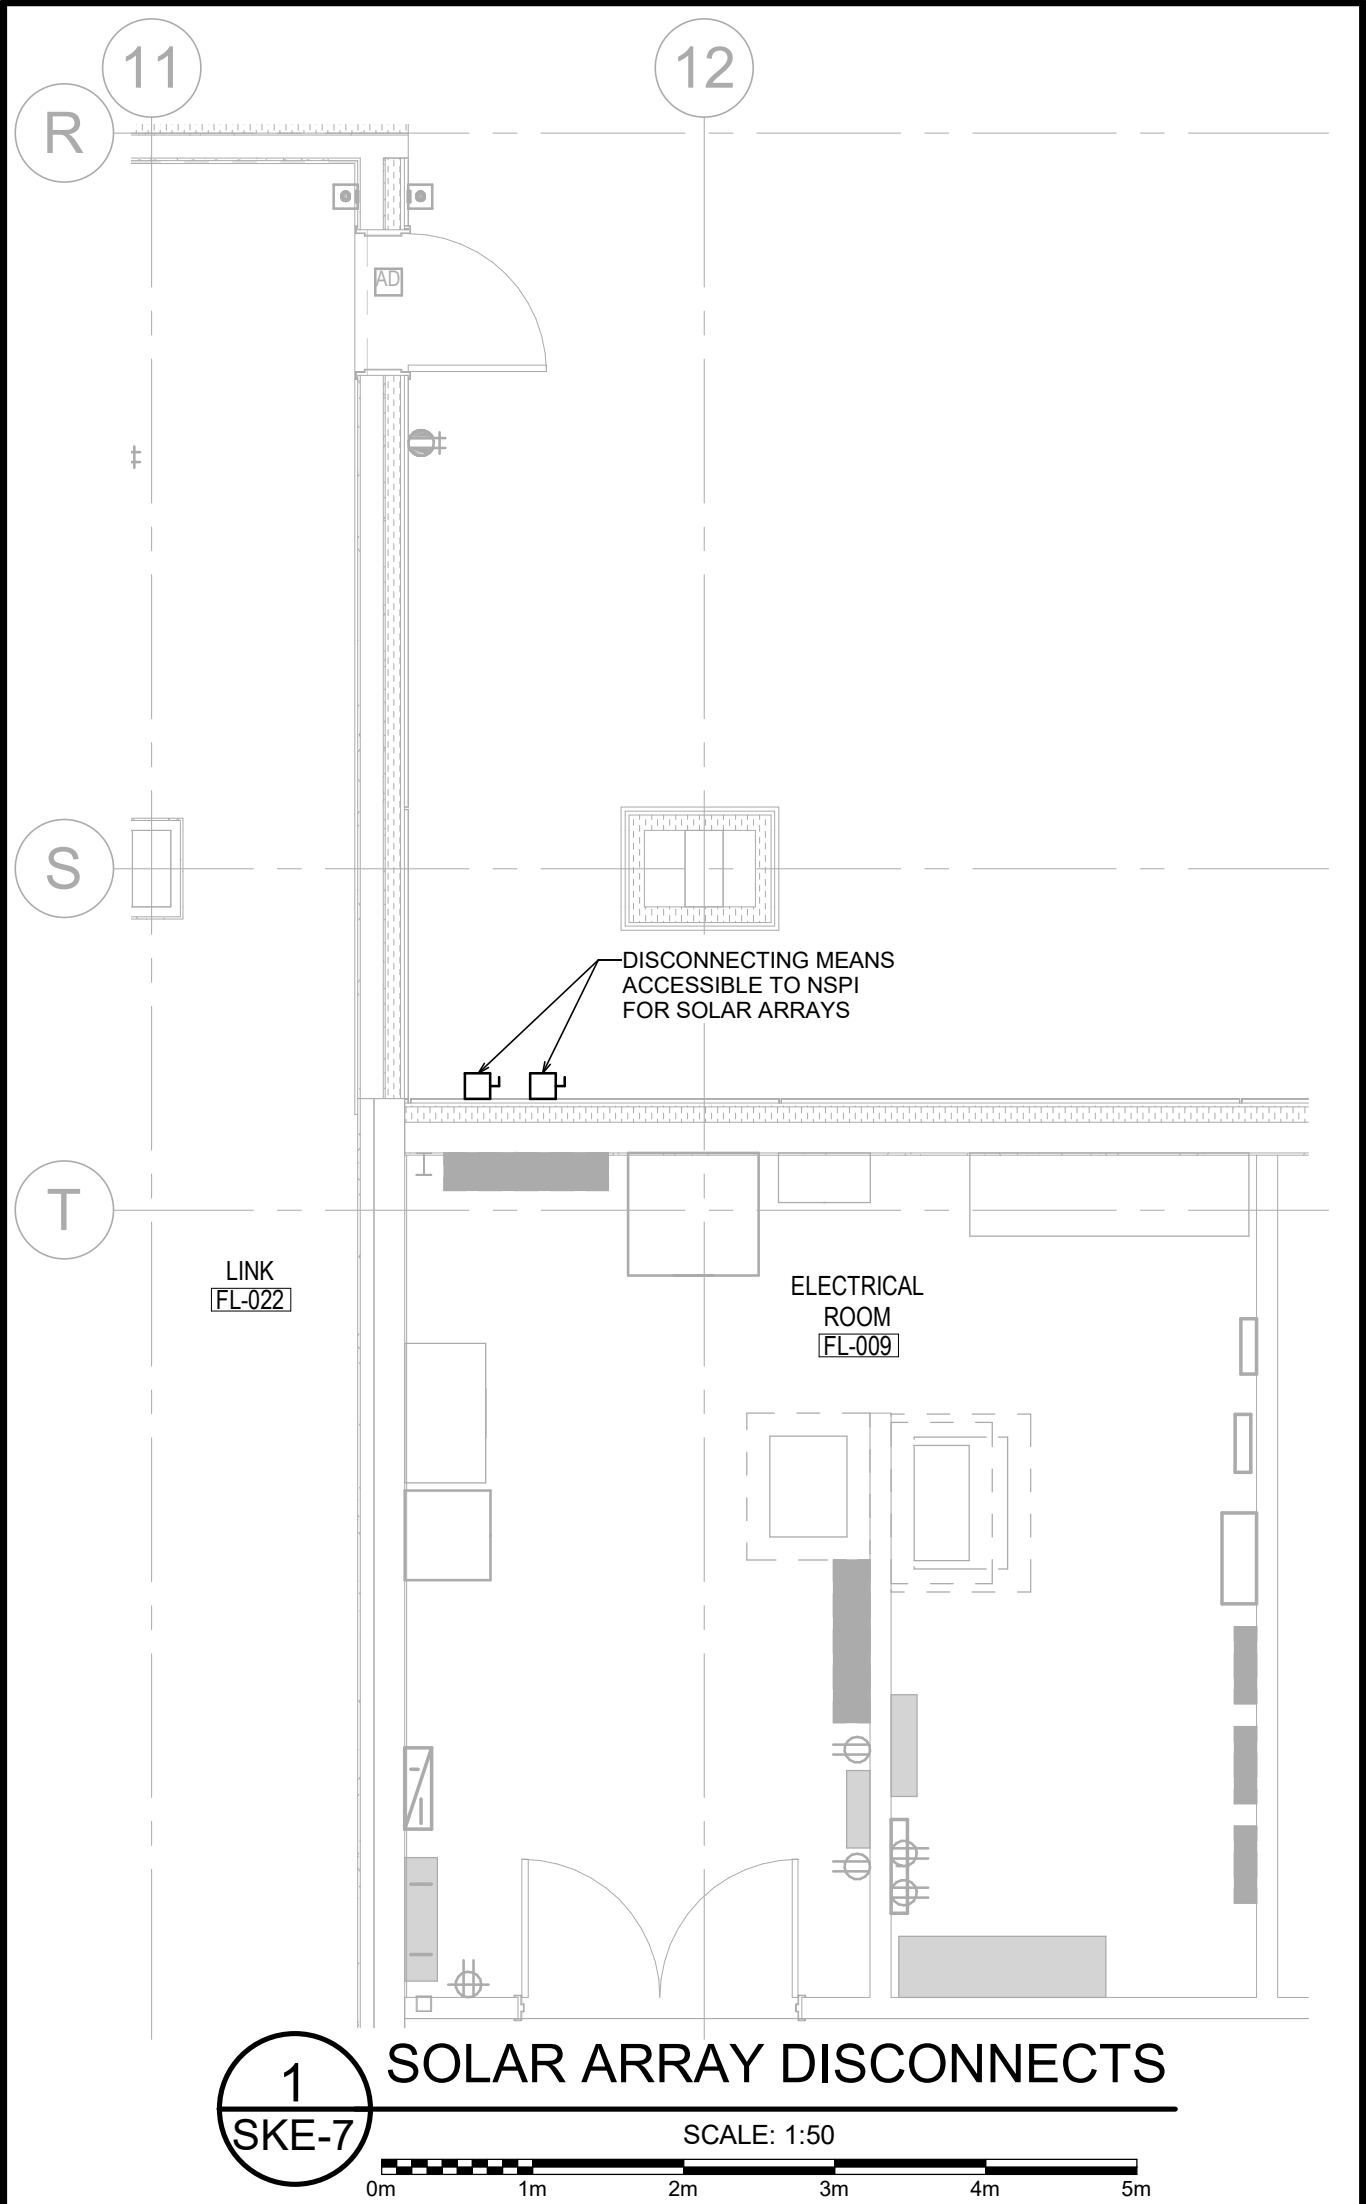 11
12
R
AD
S
DISCONNECTING MEANS
ACCESSIBLE TO NSPI
FOR SOLAR ARRAYS
T
LINK
FL-022
ELECTRICAL
ROOM
FL-009
1
SKE-7
SOLAR ARRAY DISCONNECTS
SCALE: 1:50
0m 1m 2m 3m 4m 5m